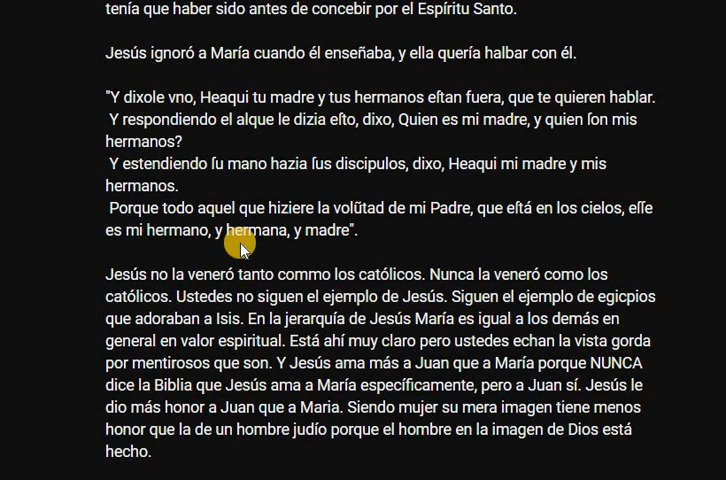 tenía que haber sido antes de concebir por el Espíritu Santo.
Jesús ignoró a María cuando él enseñaba, y ella quería halbar con él.
"Y dixole vno, Heaqui tu madre y tus hermanos eſtan fuera, que te quieren hablar.
Y respondiendo el alque le dizia eſto, dixo, Quien es mi madre, y quien ſon mis
hermanos?
Y estendiendo ſu mano hazia ſus discipulos, dixo, Heaqui mi madre y mis
hermanos.
Porque todo aquel que hiziere la volũtad de mi Padre, que eſtá en los cielos, eſſe
es mi hermano, y hermana, y madre".
Jesús no la veneró tanto commo los católicos. Nunca la veneró como los
católicos. Ustedes no siguen el ejemplo de Jesús. Siguen el ejemplo de egicpios
que adoraban a Isis. En la jerarquía de Jesús María es igual a los demás en
general en valor espiritual. Está ahí muy claro pero ustedes echan la vista gorda
por mentirosos que son. Y Jesús ama más a Juan que a María porque NUNCA
dice la Biblia que Jesús ama a María específicamente, pero a Juan sí. Jesús le
dio más honor a Juan que a Maria. Siendo mujer su mera imagen tiene menos
honor que la de un hombre judío porque el hombre en la imagen de Dios está
hecho.